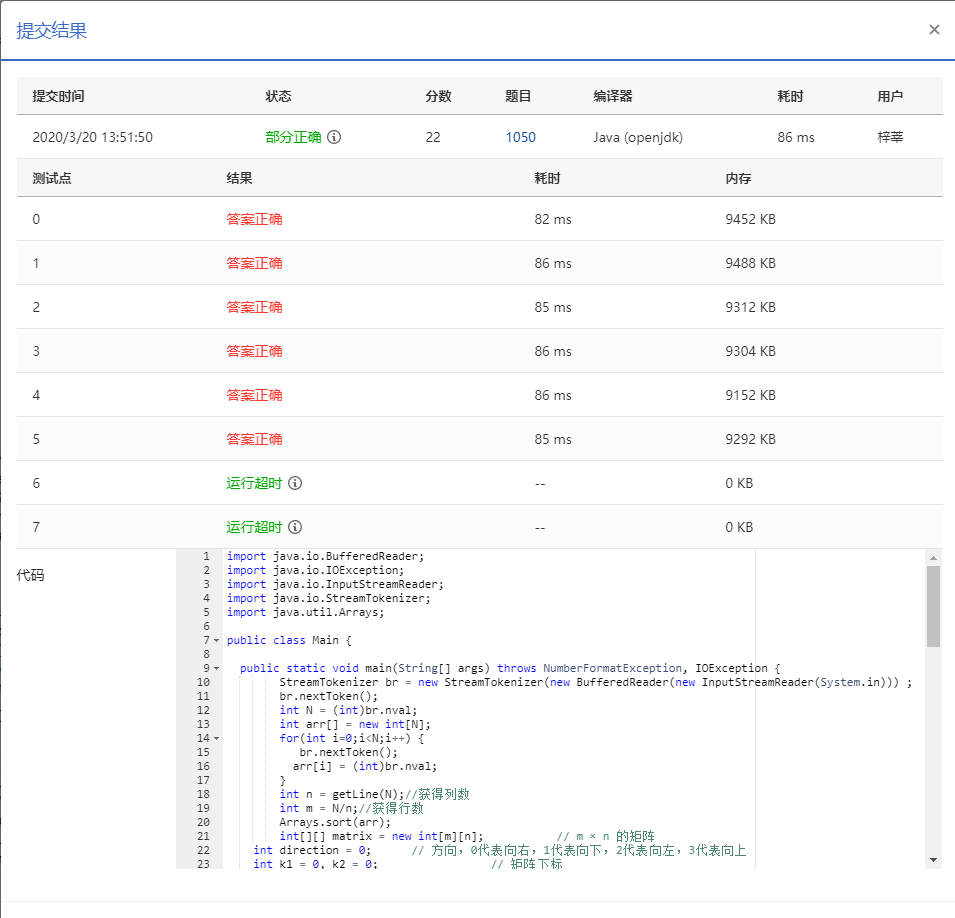 提交结果
×
提交时间 状态 分数 题目 编译器 耗时 用户
2020/3/20 13:51:50 部分正确 22 1050 Java (openjdk) 86 ms 梓莘
测试点 结果 耗时 内存
0 答案正确 82 ms 9452 KB
1 答案正确 86 ms 9488 KB
2 答案正确 85 ms 9312 KB
3 答案正确 86 ms 9304 KB
4 答案正确 86 ms 9152 KB
5 答案正确 85 ms 9292 KB
6 运行超时 -- 0 KB
7 运行超时 -- 0 KB
代码
1 import java.io.BufferedReader;
2 import java.io.IOException;
3 import java.io.InputStreamReader;
4 import java.io.StreamTokenizer;
5 import java.util.Arrays;
6
7 public class Main {
8
9 public static void main(String[] args) throws NumberFormatException, IOException {
10 StreamTokenizer br = new StreamTokenizer(new BufferedReader(new InputStreamReader(System.in))) ;
11 br.nextToken();
12 int N = (int)br.nval;
13 int arr[] = new int[N];
14 for(int i=0;i<N;i++) {
15 br.nextToken();
16 arr[i] = (int)br.nval;
17 }
18 int n = getLine(N);//获得列数
19 int m = N/n;//获得行数
20 Arrays.sort(arr);
21 int[][] matrix = new int[m][n]; // m × n 的矩阵
22 int direction = 0; // 方向，0代表向右，1代表向下，2代表向左，3代表向上
23 int k1 = 0, k2 = 0; // 矩阵下标